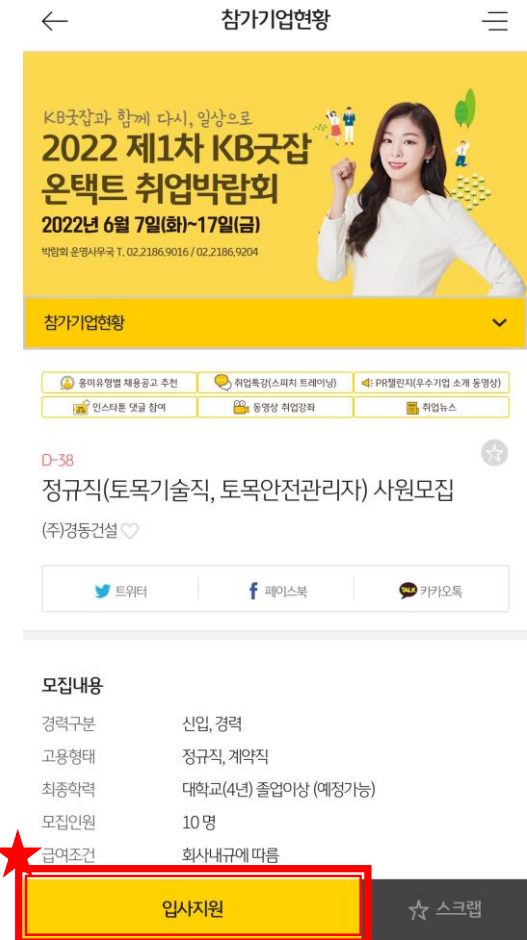 참가기업현황
KB굿잡과 함께 다시, 일상으로
2022 제1차 KB굿잡
온택트 취업박람회
2022년 6월 7일(화)~17일(금)
박람회 운영사무국 T. 02.2186.9016 / 02.2186.9204
참가기업현황
흥미유형별 채용공고 추천
취업특강(스피치 트레이닝)
PR챌린지(우수기업 소개 동영상)
인스타툰 댓글 참여
동영상 취업강좌
취업뉴스
D-38
정규직(토목기술직, 토목안전관리자) 사원모집
(주)경동건설
트위터
페이스북
TALK 카카오톡
모집내용
경력구분 신입, 경력
고용형태 정규직, 계약직
최종학력 대학교(4년) 졸업이상 (예정가능)
모집인원 10 명
급여조건 회사내규에 따름
입사지원
스크랩